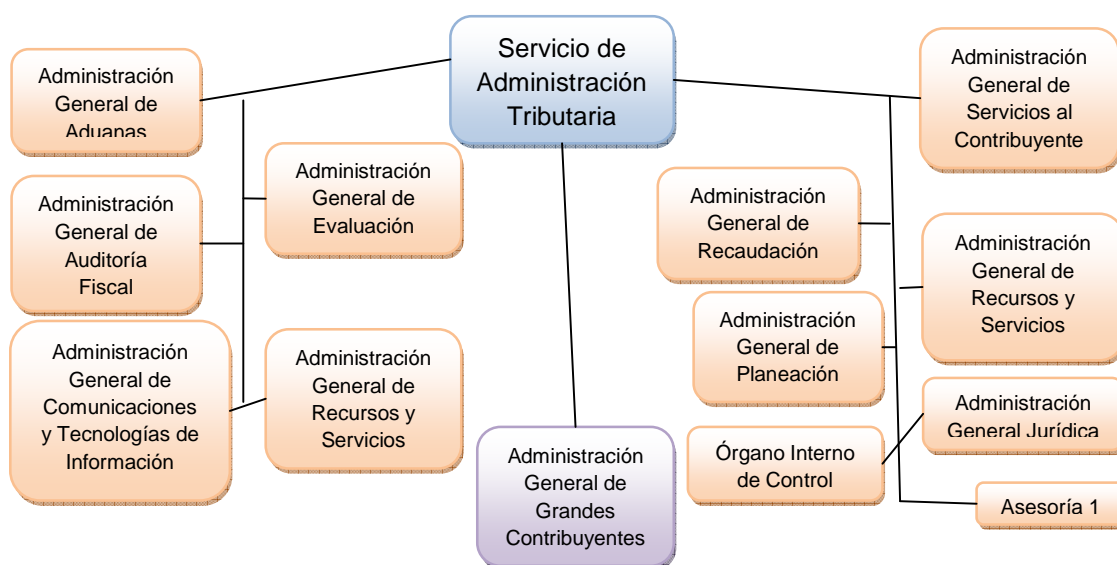 Servicio de
Administración
Tributaria
Administración
General de
Aduanas
Administración
General de
Evaluación
Administración
General de
Auditoría
Fiscal
Administración
General de
Comunicaciones
y Tecnologías de
Información
Administración
General de
Recursos y
Servicios
Administración
General de
Grandes
Contribuyentes
Administración
General de
Servicios al
Contribuyente
Administración
General de
Recaudación
Administración
General de
Recursos y
Servicios
Administración
General de
Planeación
Administración
General Jurídica
Órgano Interno
de Control
Asesoría 1